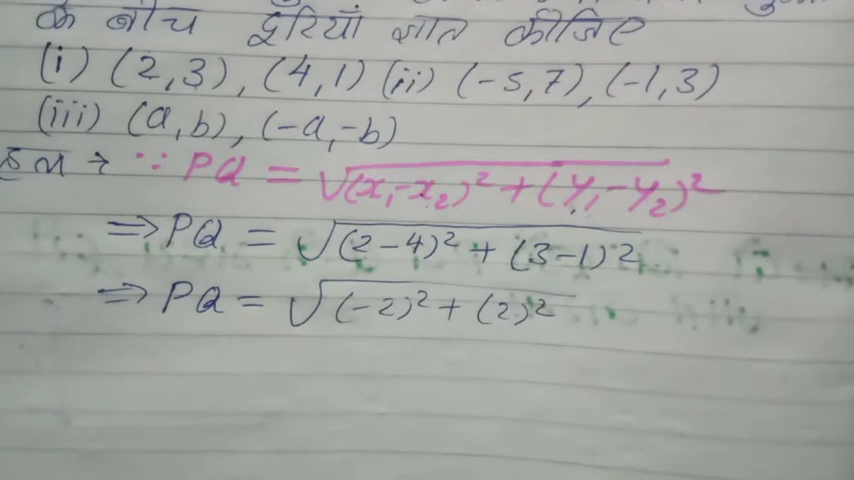 के बीच दूरियाँ ज्ञात कीजिए
(i) (2,3), (4,1) (ii) (-5,7), (-1,3)
(iii) (a,b), (-a,-b)
हल → ∵ PQ = √(x₁-x₂)² + (y₁-y₂)²
⇒ PQ = √(2-4)² + (3-1)²
⇒ PQ = √(-2)² + (2)²